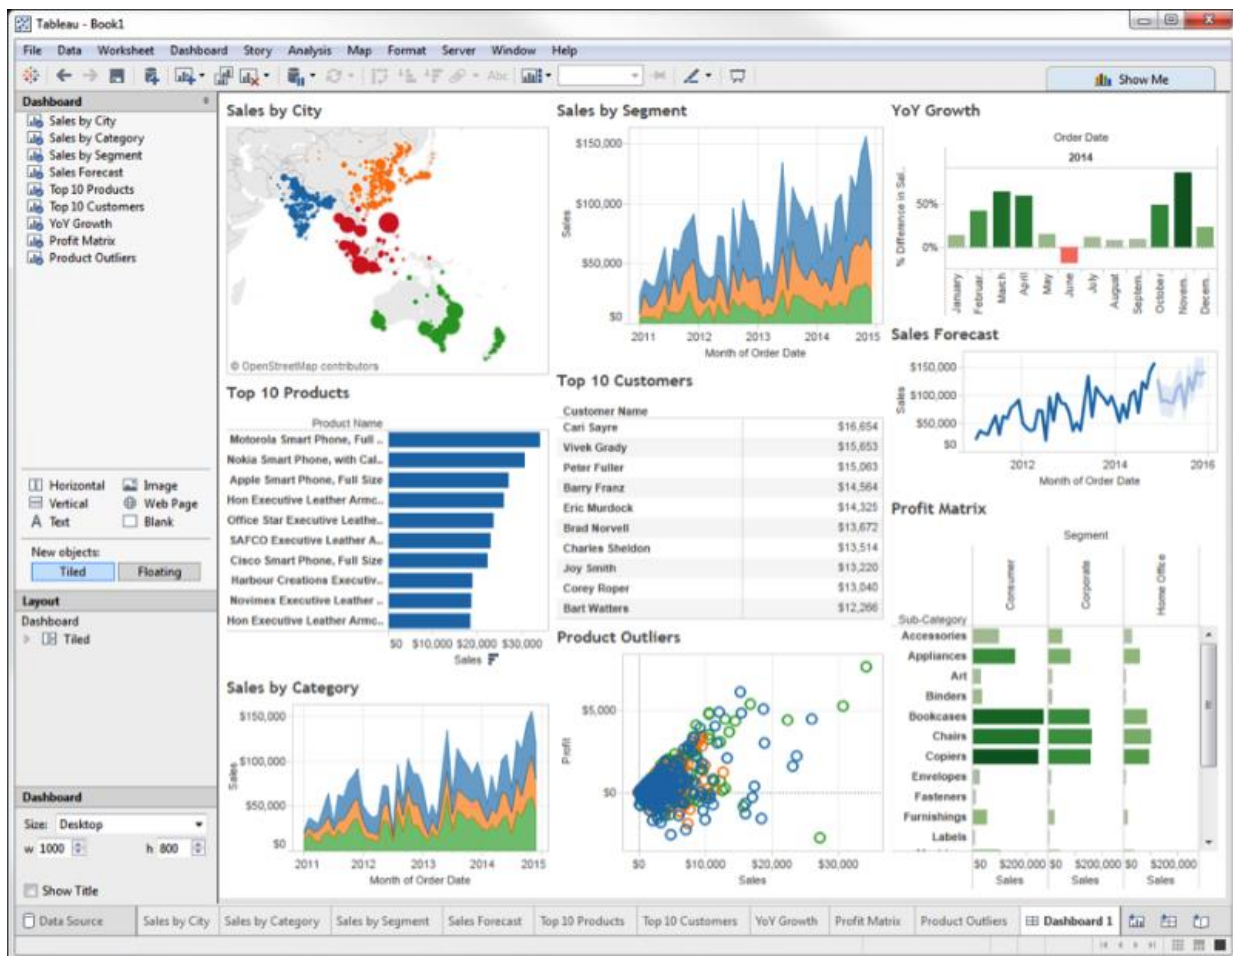 Tableau - Book1
File Data Worksheet Dashboard Story Analysis Map Format Server Window Help
Abc
Show Me
Dashboard
Sales by City
Sales by Category
Sales by Segment
Sales Forecast
Top 10 Products
Top 10 Customers
YoY Growth
Profit Matrix
Product Outliers
Horizontal Image
Vertical Web Page
A Text Blank
New objects:
Tiled Floating
Layout
Dashboard
Tiled
Dashboard
Size: Desktop
w 1000 h 800
Show Title
Sales by City
© OpenStreetMap contributors
Top 10 Products
Product Name
Motorola Smart Phone, Full ..
Nokia Smart Phone, with Cal..
Apple Smart Phone, Full Size
Hon Executive Leather Armc..
Office Star Executive Leathe..
SAFCO Executive Leather A..
Cisco Smart Phone, Full Size
Harbour Creations Executiv..
Novimex Executive Leather ..
Hon Executive Leather Armc..
$0 $10,000 $20,000 $30,000
Sales
Sales by Category
$150,000
$100,000
$50,000
$0
Sales
2011 2012 2013 2014 2015
Month of Order Date
Sales by Segment
$150,000
$100,000
$50,000
$0
Sales
2011 2012 2013 2014 2015
Month of Order Date
Top 10 Customers
Customer Name
Cari Sayre $16,654
Vivek Grady $15,653
Peter Fuller $15,063
Barry Franz $14,564
Eric Murdock $14,325
Brad Norvell $13,672
Charles Sheldon $13,514
Joy Smith $13,220
Corey Roper $13,040
Bart Watters $12,266
Product Outliers
$5,000
$0
Profit
$0 $10,000 $20,000 $30,000
Sales
YoY Growth
Order Date
2014
50%
0%
% Difference in Sal..
January
Februar..
March
April
May
June
July
August
Septem..
October
Novem..
Decem..
Sales Forecast
$150,000
$100,000
$50,000
$0
Sales
2012 2014 2016
Month of Order Date
Profit Matrix
Segment
Consumer
Corporate
Home Office
Sub-Category
Accessories
Appliances
Art
Binders
Bookcases
Chairs
Copiers
Envelopes
Fasteners
Furnishings
Labels
$0 $200,000 $0 $200,000 $0 $200,000
Sales Sales Sales
Data Source Sales by City Sales by Category Sales by Segment Sales Forecast Top 10 Products Top 10 Customers YoY Growth Profit Matrix Product Outliers Dashboard 1